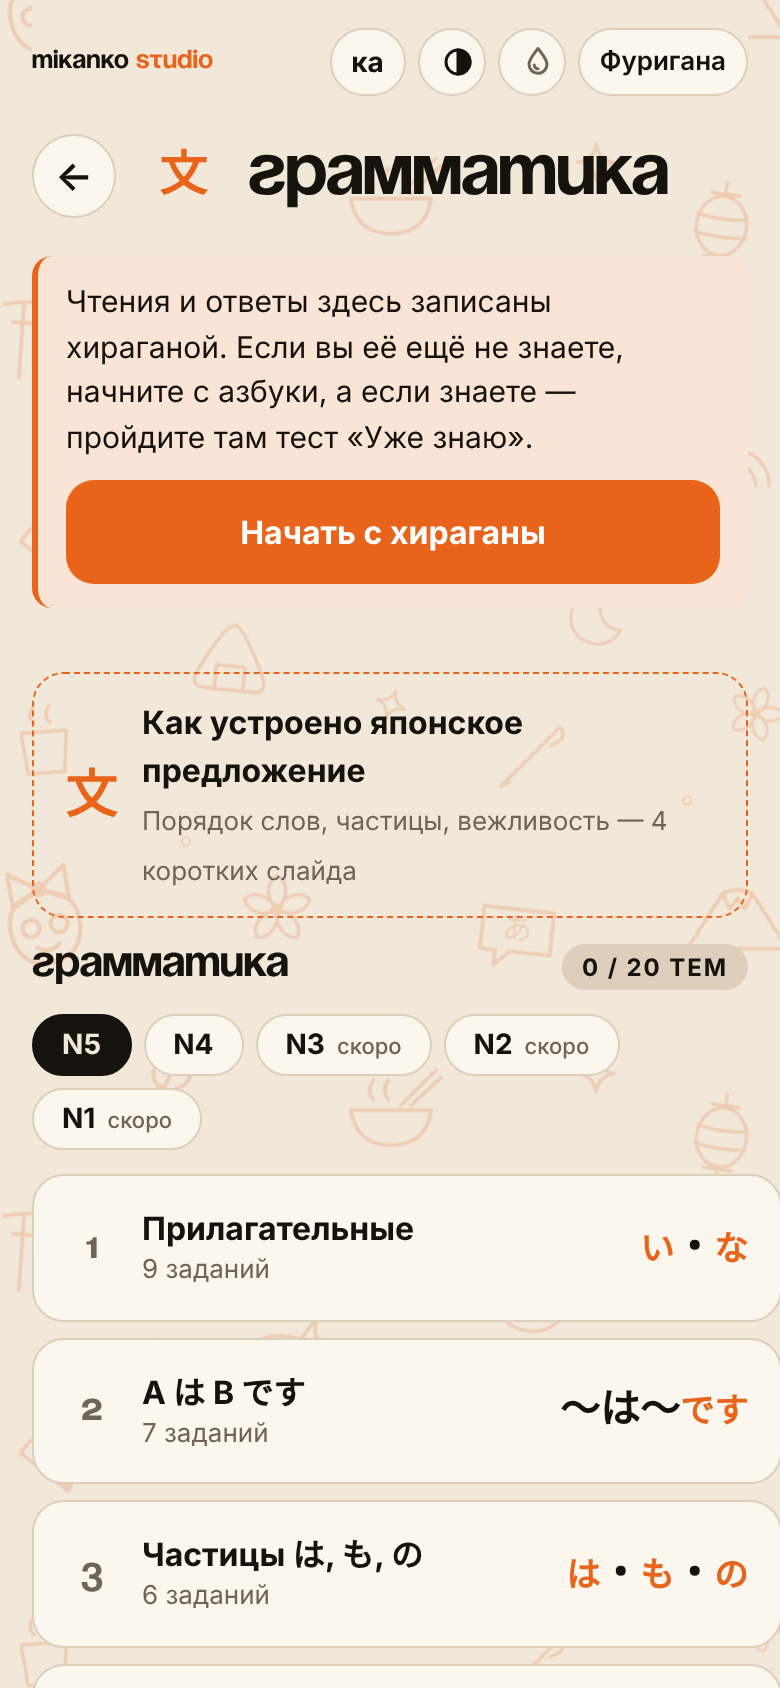 mikanko studio
ка
Фуригана
文 грамматика
Чтения и ответы здесь записаны
хираганой. Если вы её ещё не знаете,
начните с азбуки, а если знаете —
пройдите там тест «Уже знаю».
Начать с хираганы
文
Как устроено японское
предложение
Порядок слов, частицы, вежливость — 4
коротких слайда
あ
грамматика
0 / 20 ТЕМ
N5
N4
N3 скоро
N2 скоро
N1 скоро
1
Прилагательные
9 заданий
い・な
2
A は B です
7 заданий
〜は〜です
3
Частицы は, も, の
6 заданий
は・も・の